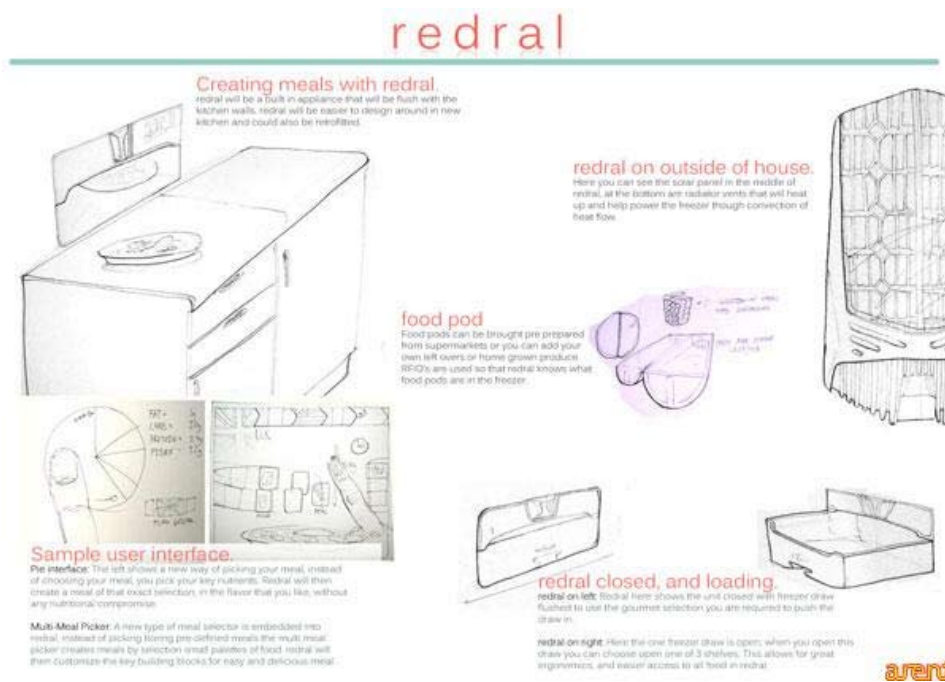 redral
Creating meals with redral.
redral will be a built in appliance that will be flush with the
kitchen walls. redral will be easier to design around in new
kitchen and could also be retrofitted.
redral on outside of house.
Here you can see the solar panel in the middle of
redral, at the bottom are radiator vents that will heat
up and help power the freezer though convection of
heat flow.
food pod
Food pods can be brought pre prepared
from supermarkets or you can add your
own left overs or home grown produce
RFID's are used so that redral knows what
food pods are in the freezer.
FAT
CARB
Sample user interface.
Pie interface: The left shows a new way of picking your meal, instead
of choosing your meal, you pick your key nutrients. Redral will then
create a meal of that exact selection, in the flavor that you like, without
any nutritional compromise.
Multi-Meal Picker: A new type of meal selector is embedded into
redral, instead of picking boring pre defined meals the multi meal
picker creates meals by selection small palettes of food. redral will
then customize the key building blocks for easy and delicious meal.
redral closed, and loading.
redral on left: Redral here shows the unit closed with freezer draw
flushed to use the gourmet selection you are required to push the
draw in.
redral on right: Here the one freezer draw is open, when you open this
draw you can choose upon one of 3 shelves. This allows for great
ergonomics, and easier access to all food in redral.